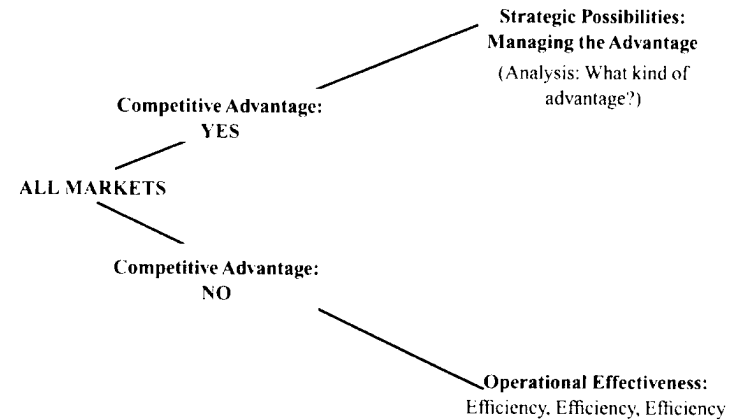 Strategic Possibilities:
Managing the Advantage
(Analysis: What kind of
advantage?)
Competitive Advantage:
YES
ALL MARKETS
Competitive Advantage:
NO
Operational Effectiveness:
Efficiency, Efficiency, Efficiency